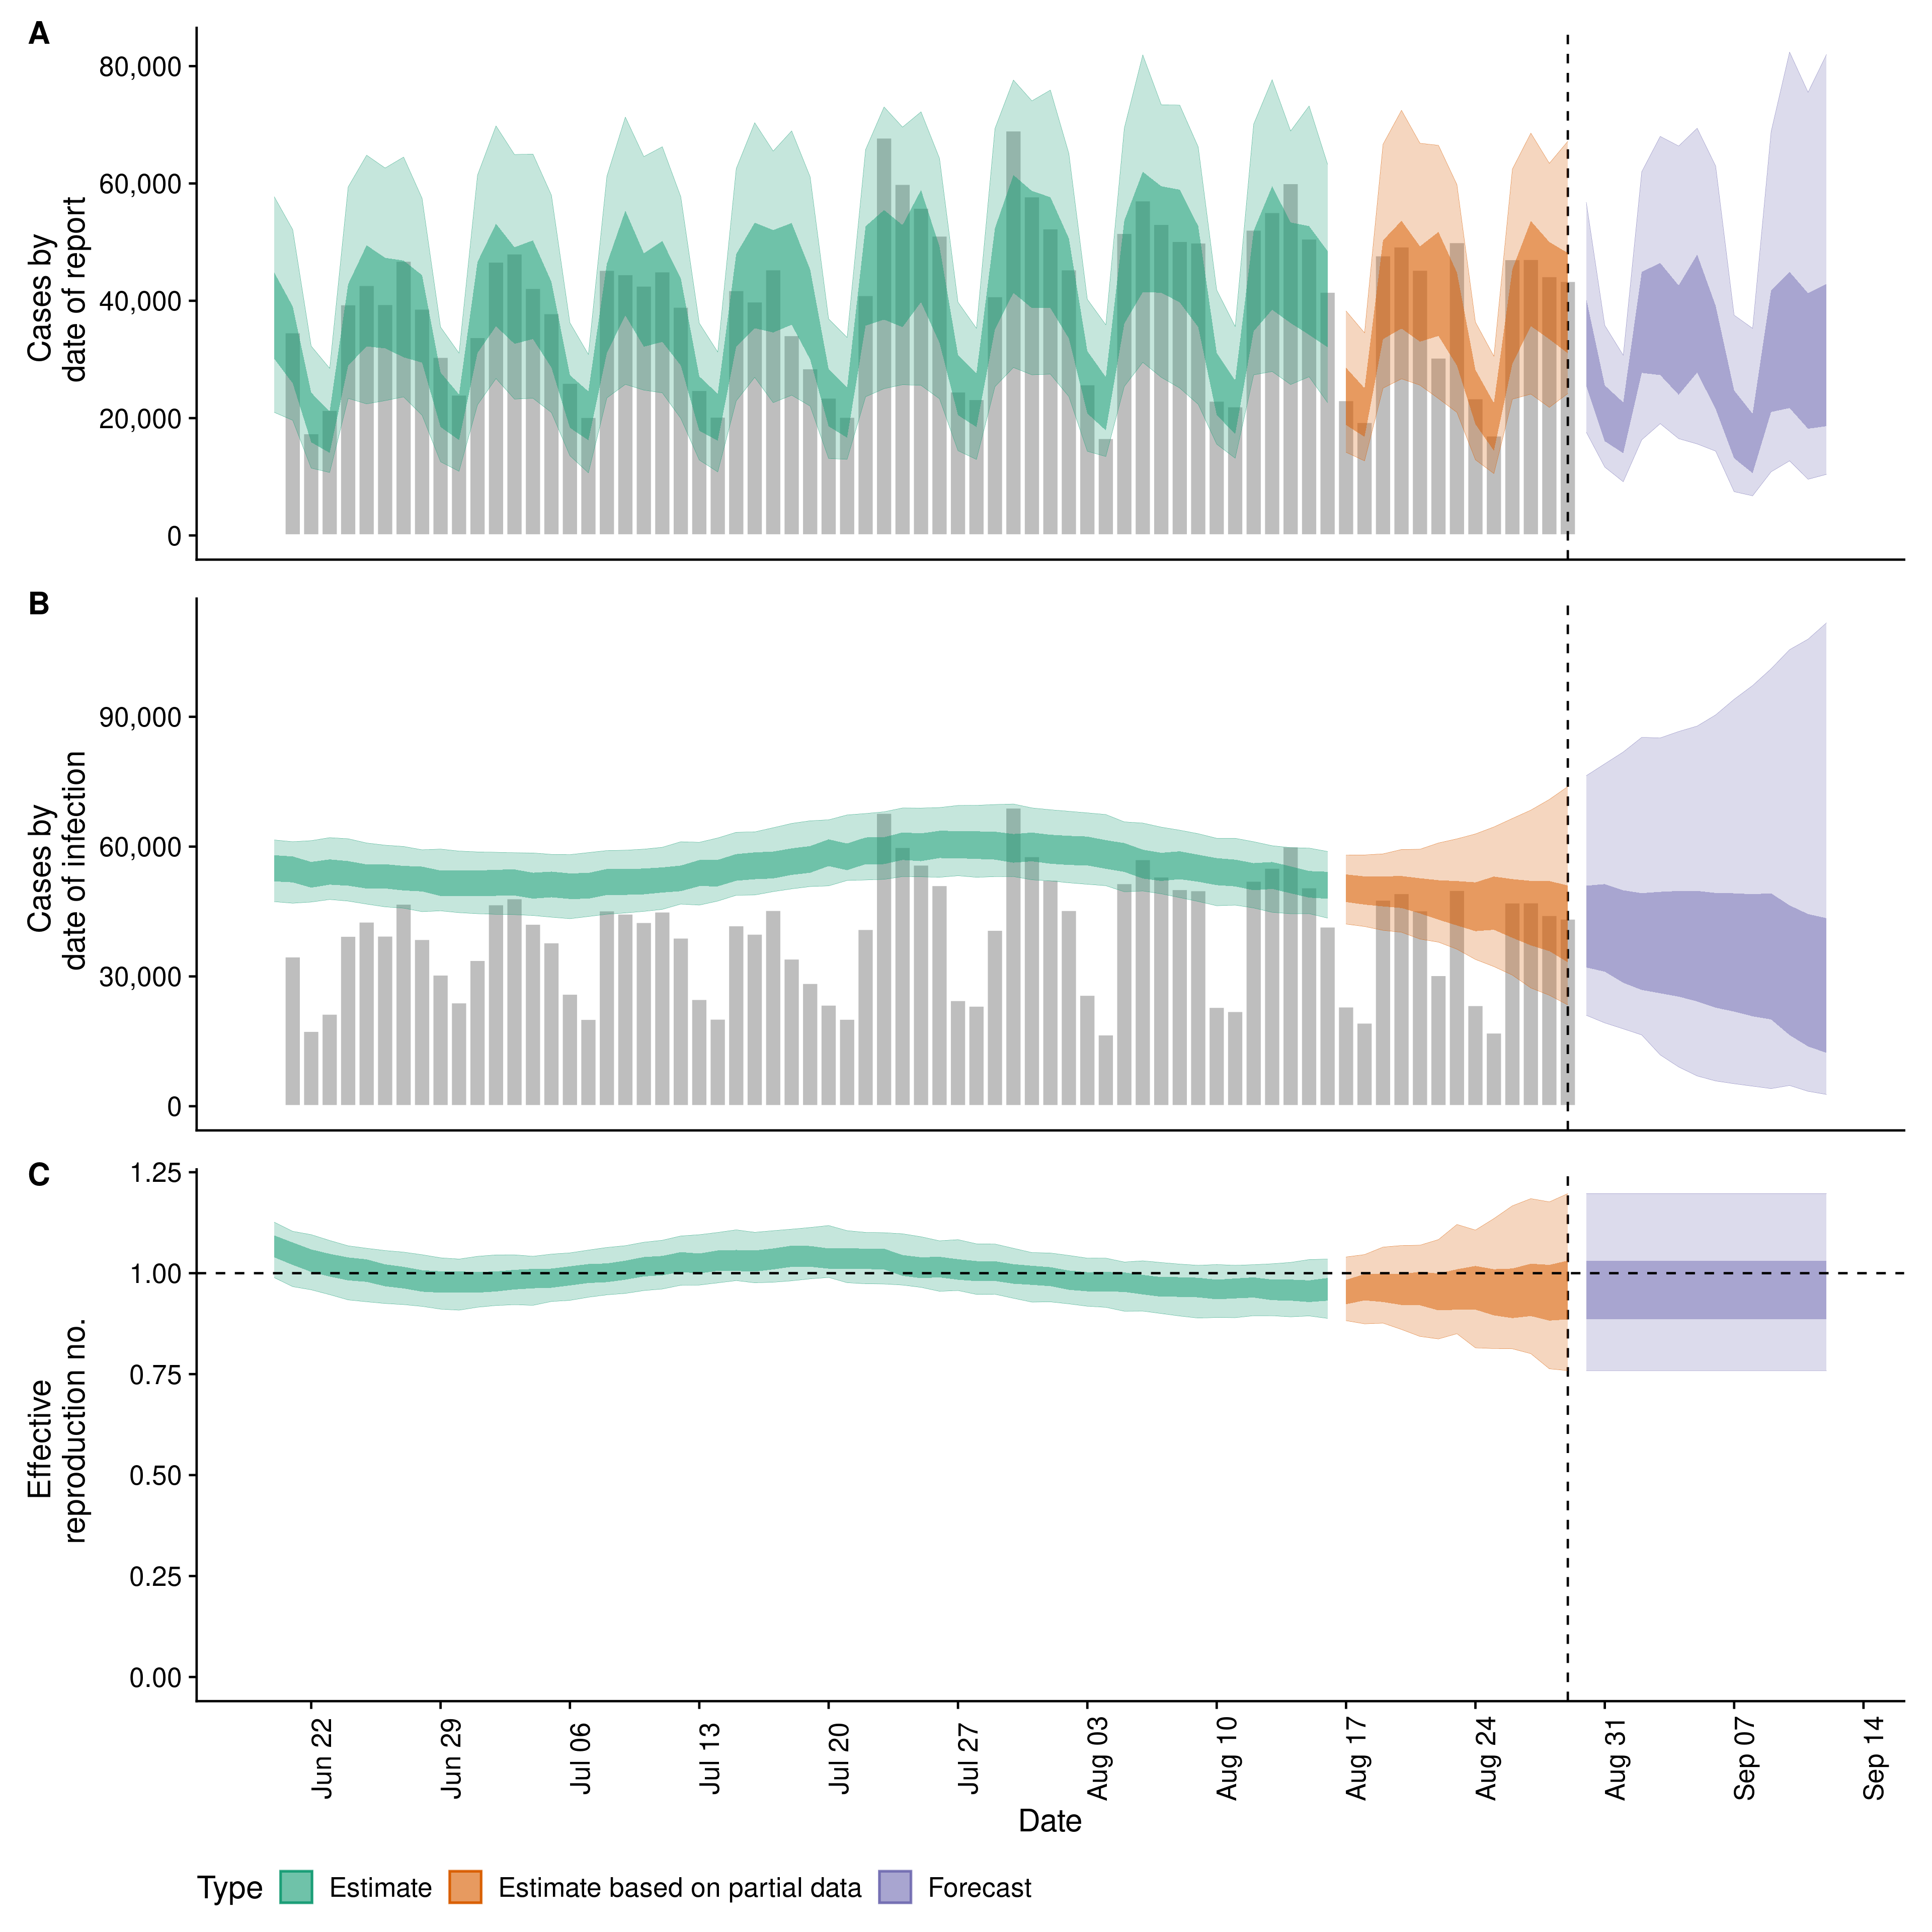 A
Cases by
date of report
80,000
60,000
40,000
20,000
0
B
Cases by
date of infection
90,000
60,000
30,000
0
C
Effective
reproduction no.
1.25
1.00
0.75
0.50
0.25
0.00
Jun 22
Jun 29
Jul 06
Jul 13
Jul 20
Jul 27
Aug 03
Aug 10
Aug 17
Aug 24
Aug 31
Sep 07
Sep 14
Date
Type Estimate Estimate based on partial data Forecast